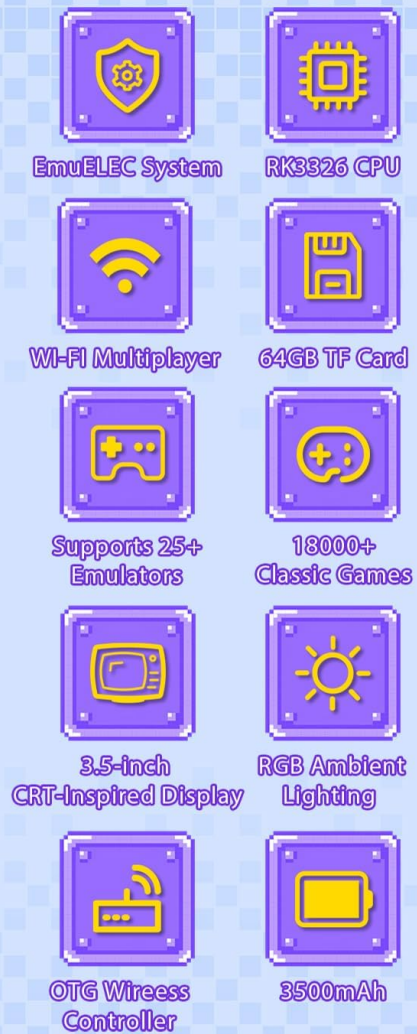 EmuELEC System
RK3326 CPU
WI-FI Multiplayer
64GB TF Card
Supports 25+
Emulators
18000+
Classic Games
3.5-inch
CRT-Inspired Display
RGB Ambient
Lighting
OTG Wireess
Controller
3500mAh